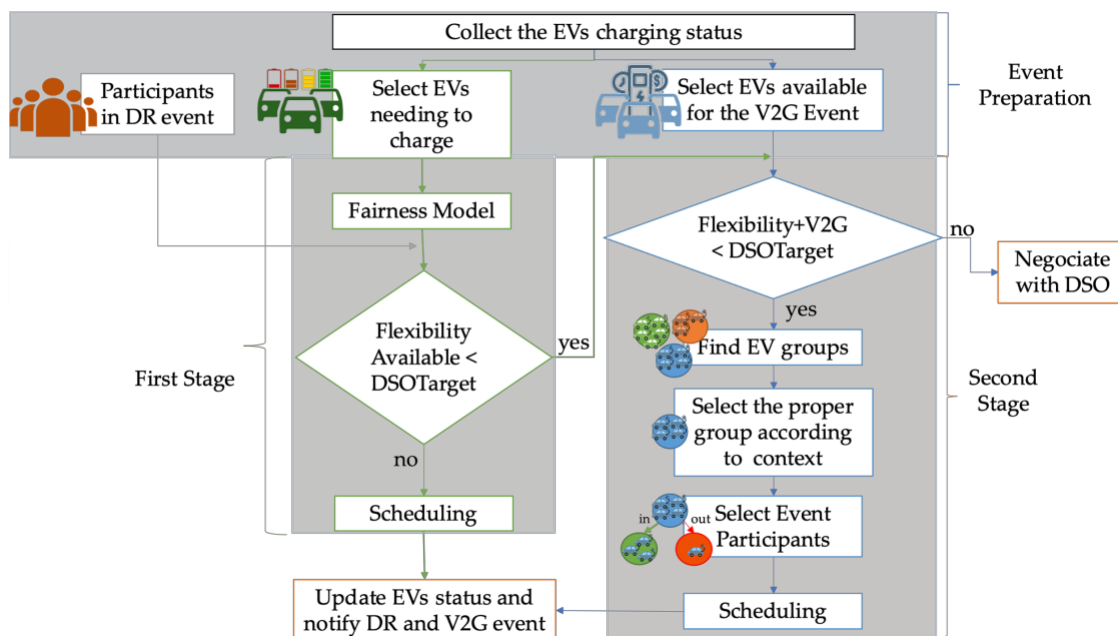 Collect the EVs charging status
Participants
in DR event
Select EVs
needing to
charge
Select EVs available
for the V2G Event
Event
Preparation
Fairness Model
Flexibility
Available <
DSOTarget
yes
no
Scheduling
First Stage
Flexibility+V2G
< DSOTarget
no
Negociate
with DSO
yes
Find EV groups
Select the proper
group according
to context
in
out
Select Event
Participants
Scheduling
Second
Stage
Update EVs status and
notify DR and V2G event